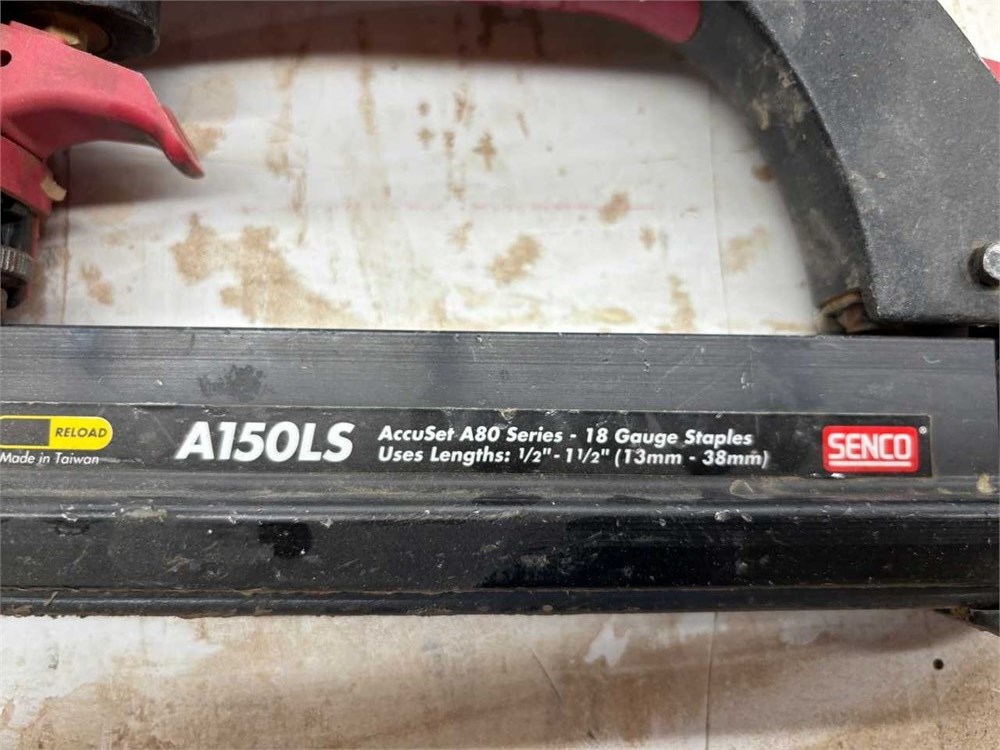 RELOAD
Made in Taiwan
A150LS
AccuSet A80 Series - 18 Gauge Staples
Uses Lengths: 1/2" - 1 1/2" (13mm - 38mm)
SENCO®